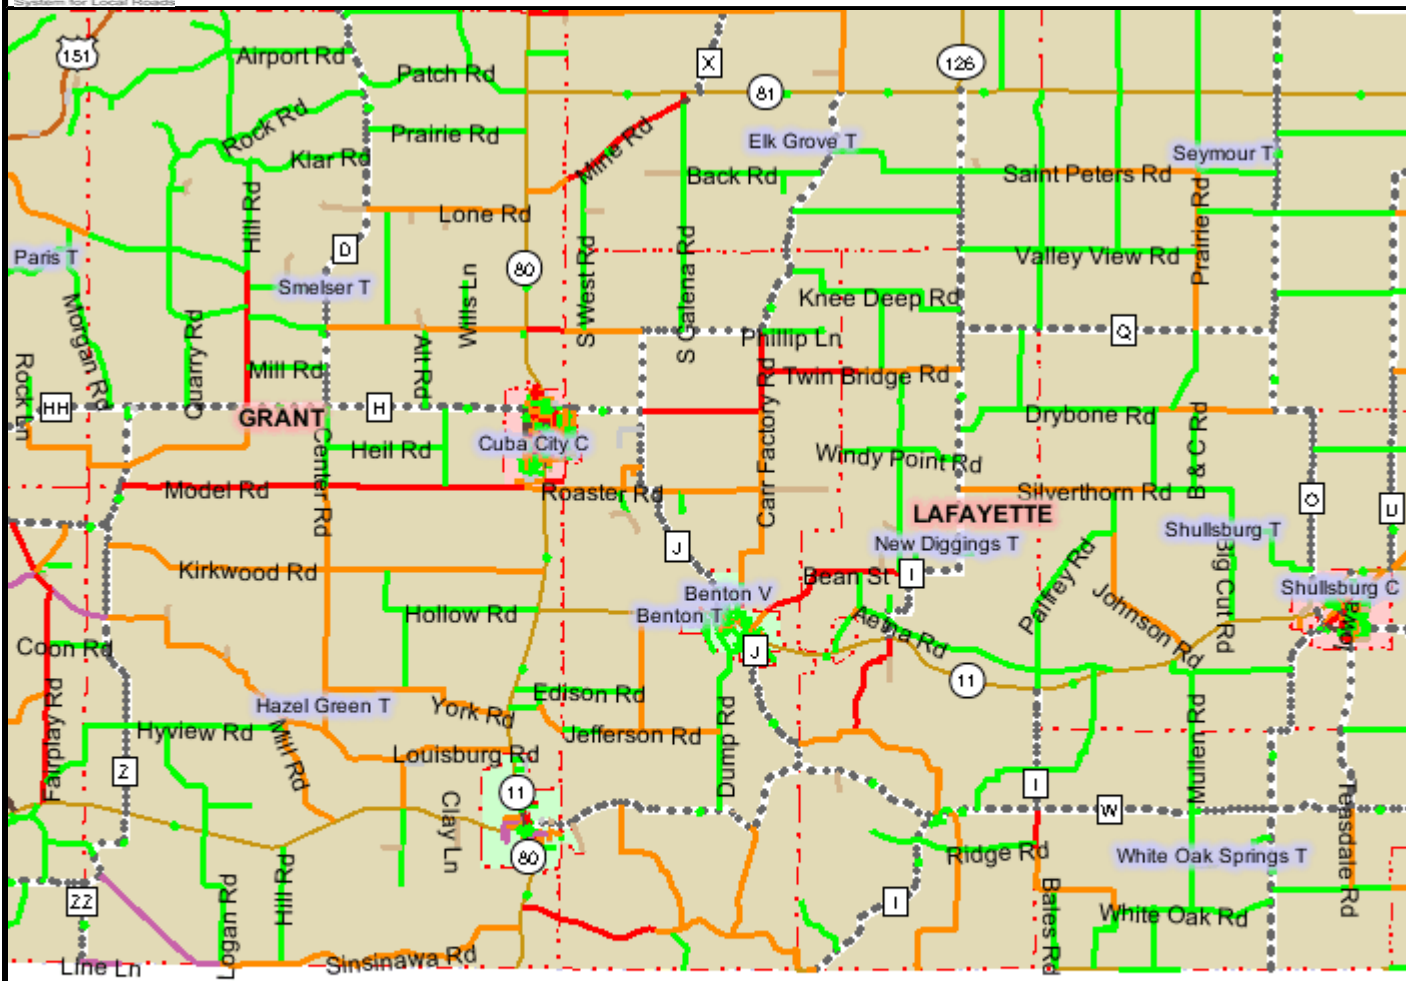 System for Local Roads
151
Airport Rd
X
126
Patch Rd
81
Rock Rd
Prairie Rd
Mine Rd
Elk Grove T
Klar Rd
Seymour T
Back Rd
Saint Peters Rd
Hill Rd
Lone Rd
Prairie Rd
D
Paris T
80
S West Rd
S Galena Rd
Valley View Rd
Smelser T
Wills Ln
Knee Deep Rd
Morgan Rd
Quarry Rd
Phillip Ln
Q
Rock Ln
Mill Rd
Alt Rd
Twin Bridge Rd
HH
H
Carr Factory Rd
GRANT
Drybone Rd
B & C Rd
Center Rd
Heil Rd
Cuba City C
Windy Point Rd
Model Rd
Roaster Rd
Silverthorn Rd
O
U
LAFAYETTE
Shullsburg T
J
New Diggings T
Kirkwood Rd
Bean St
I
Palfrey Rd
Big Cut Rd
Benton V
Shullsburg C
Hollow Rd
Benton T
Aetna Rd
Johnson Rd
Coon Rd
J
11
Fairplay Rd
Edison Rd
Hazel Green T
York Rd
Mullen Rd
Hyview Rd
Mill Rd
Jefferson Rd
Dump Rd
Louisburg Rd
Z
11
I
W
Clay Ln
Teasdale Rd
80
Ridge Rd
White Oak Springs T
ZZ
Hill Rd
I
Bales Rd
White Oak Rd
Logan Rd
Line Ln
Sinsinawa Rd